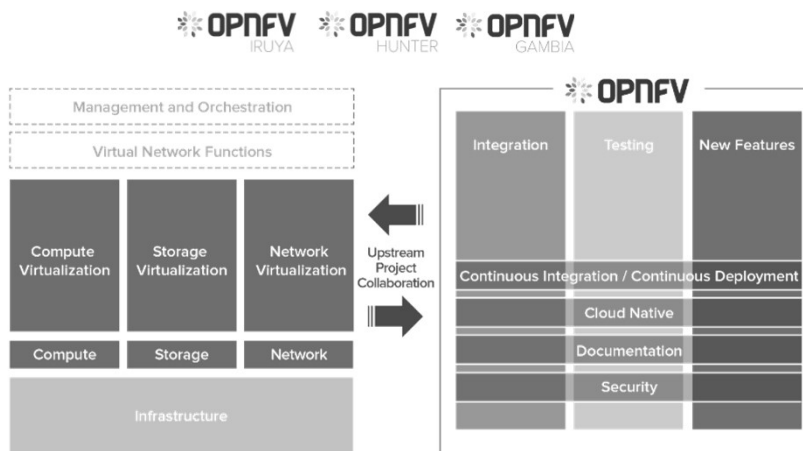 OPNFV
IRUYA
OPNFV
HUNTER
OPNFV
GAMBIA
Management and Orchestration
Virtual Network Functions
Compute
Virtualization
Storage
Virtualization
Network
Virtualization
Compute
Storage
Network
Infrastructure
Upstream
Project
Collaboration
OPNFV
Integration
Testing
New Features
Continuous Integration / Continuous Deployment
Cloud Native
Documentation
Security